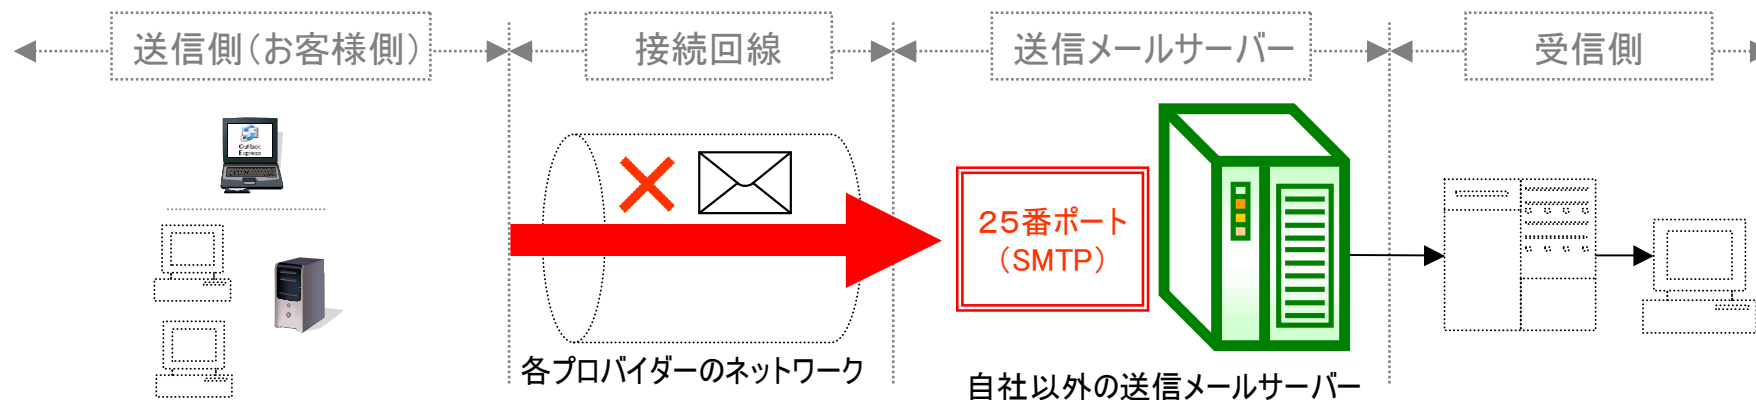 送信側(お客様側)
接続回線
送信メールサーバー
受信側
Outlook
Express
25番ポート
(SMTP)
各プロバイダーのネットワーク
自社以外の送信メールサーバー